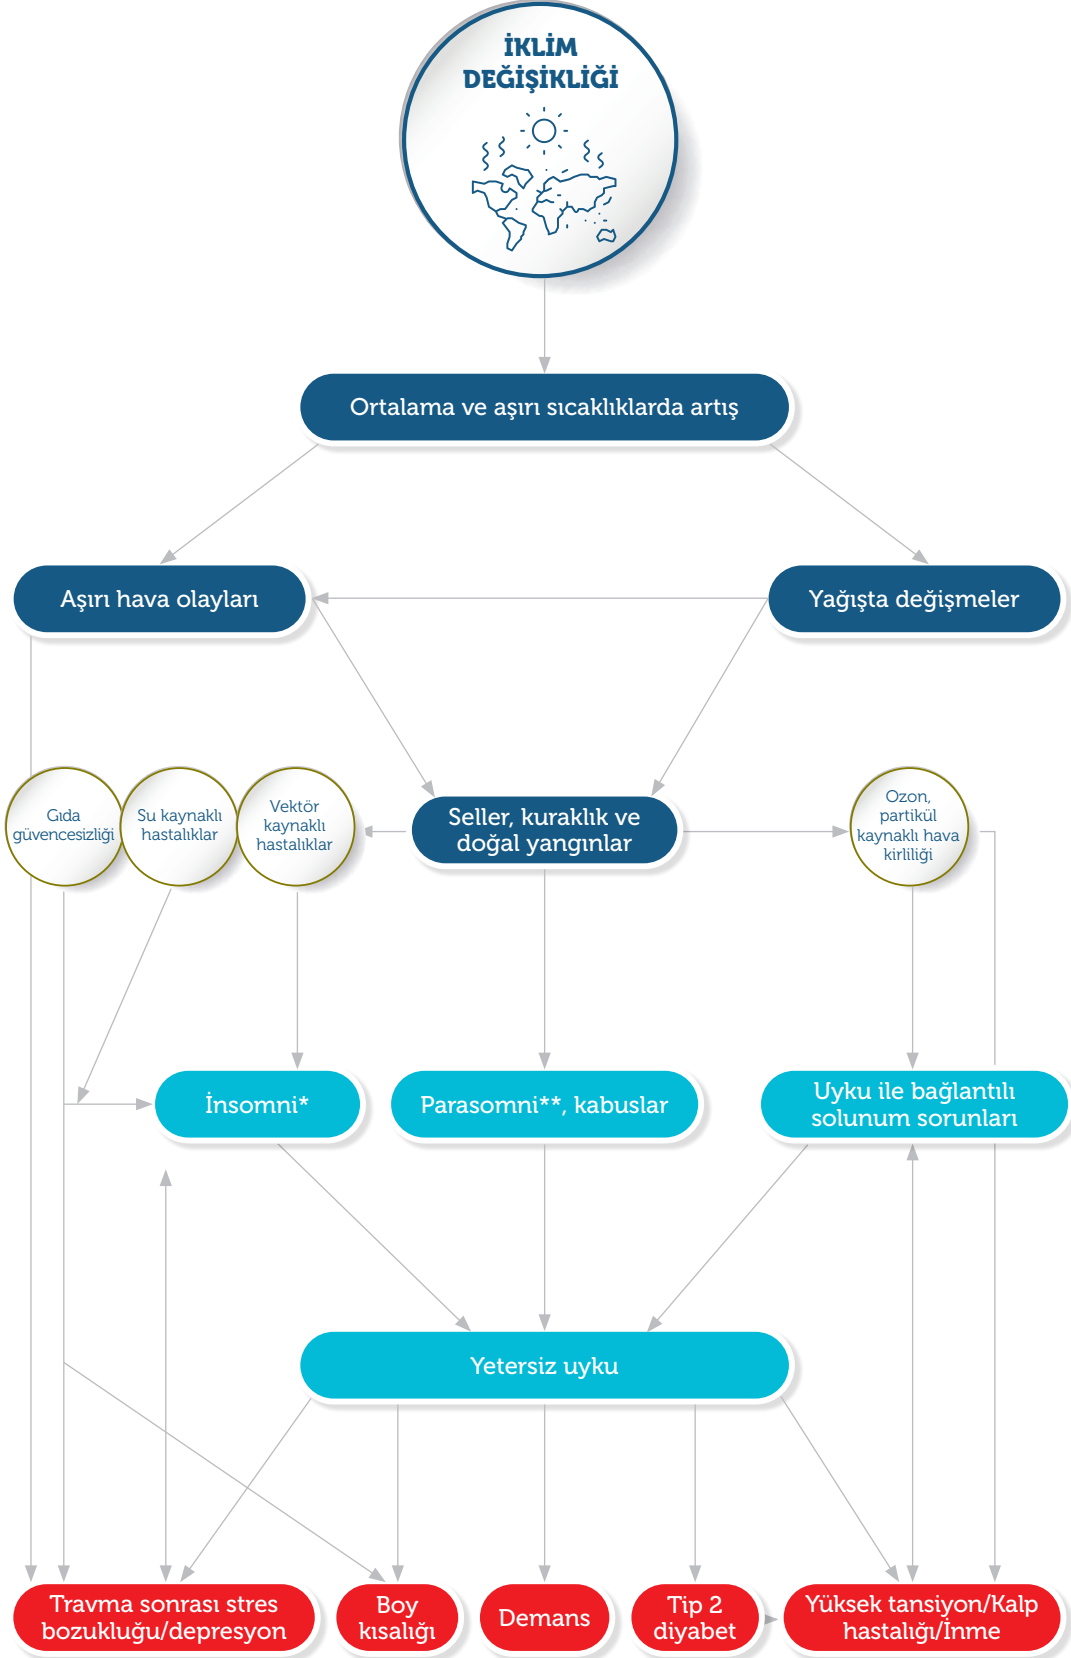 İKLİM
DEĞİŞİKLİĞİ
Ortalama ve aşırı sıcaklıklarda artış
Aşırı hava olayları
Yağışta değişmeler
Gıda
güvencesizliği
Su kaynaklı
hastalıklar
Vektör
kaynaklı
hastalıklar
Seller, kuraklık ve
doğal yangınlar
Ozon,
partikül
kaynaklı hava
kirliliği
İnsomni*
Parasomni**, kabuslar
Uyku ile bağlantılı
solunum sorunları
Yetersiz uyku
Travma sonrası stres
bozukluğu/depresyon
Boy
kısalığı
Demans
Tip 2
diyabet
Yüksek tansiyon/Kalp
hastalığı/İnme